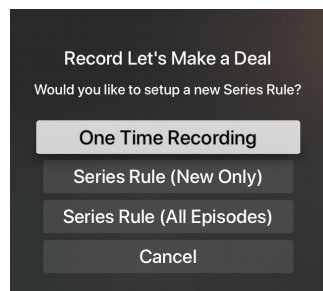 Record Let's Make a Deal
Would you like to setup a new Series Rule?
One Time Recording
Series Rule (New Only)
Series Rule (All Episodes)
Cancel